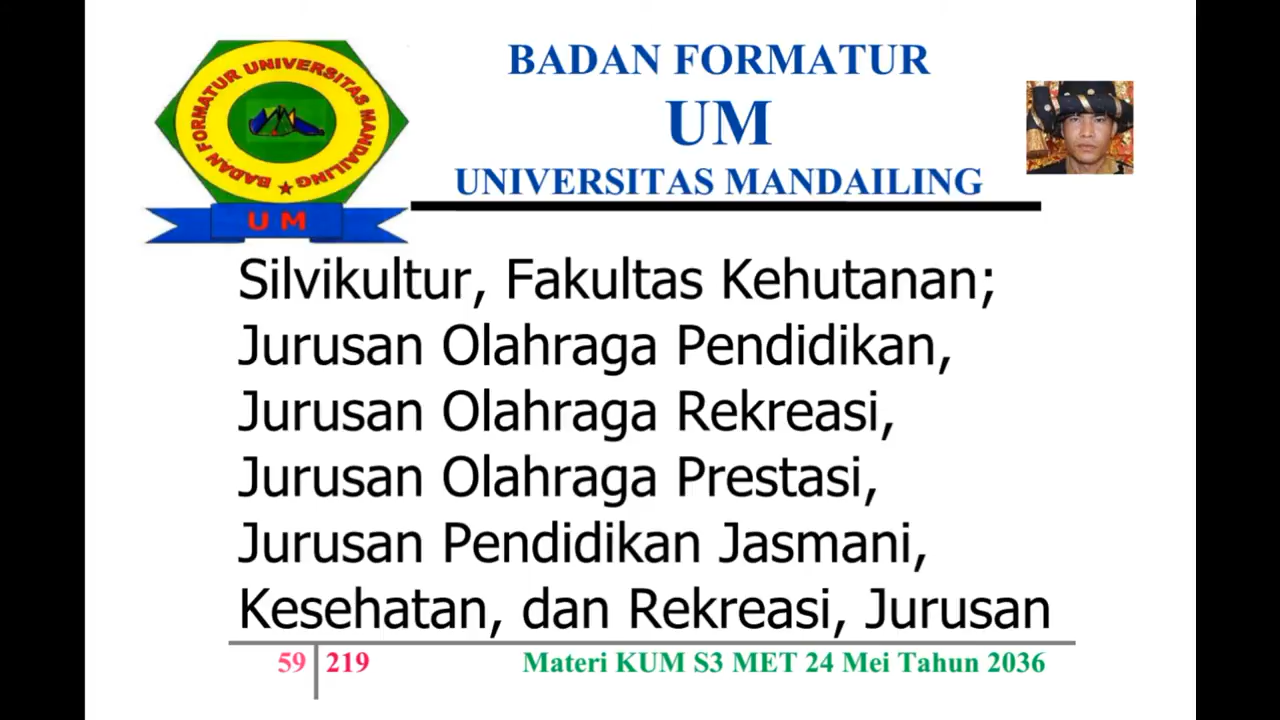 BADAN FORMATUR UNIVERSITAS MANDAILING
U M
BADAN FORMATUR
UM
UNIVERSITAS MANDAILING
Silvikultur, Fakultas Kehutanan;
Jurusan Olahraga Pendidikan,
Jurusan Olahraga Rekreasi,
Jurusan Olahraga Prestasi,
Jurusan Pendidikan Jasmani,
Kesehatan, dan Rekreasi, Jurusan
59 219 Materi KUM S3 MET 24 Mei Tahun 2036